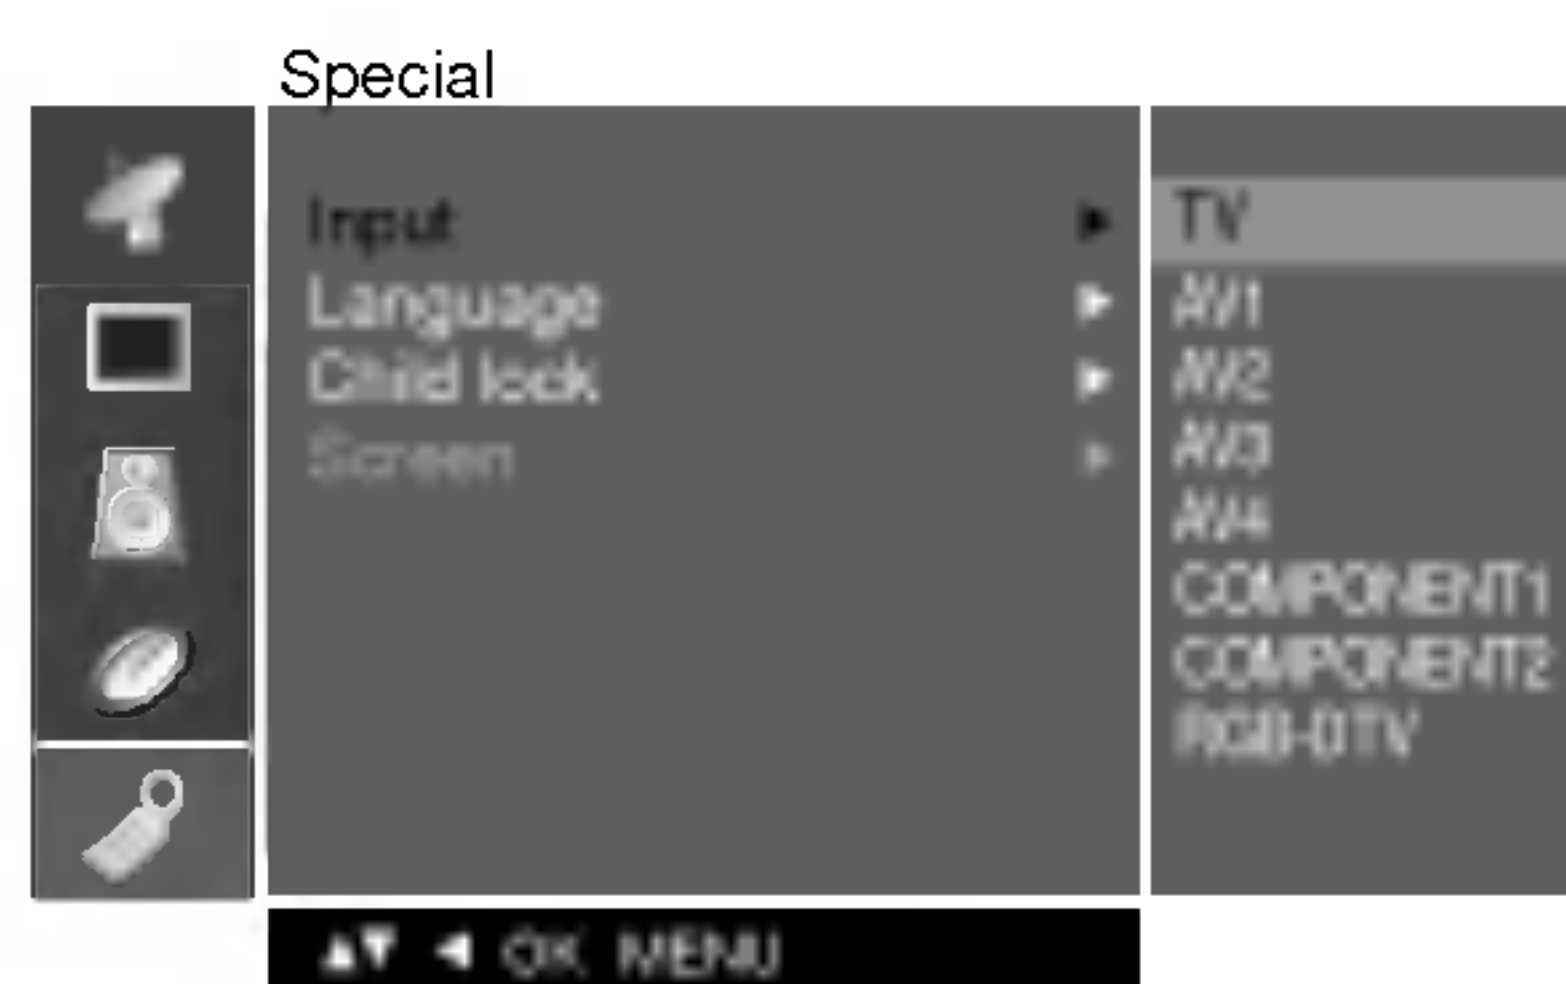 Special
Input
Language
Child lock
Screen
TV
AV1
AV2
AV3
AV4
COMPONENT1
COMPONENT2
RGB-DTV
▲▼ ◀ OK MENU